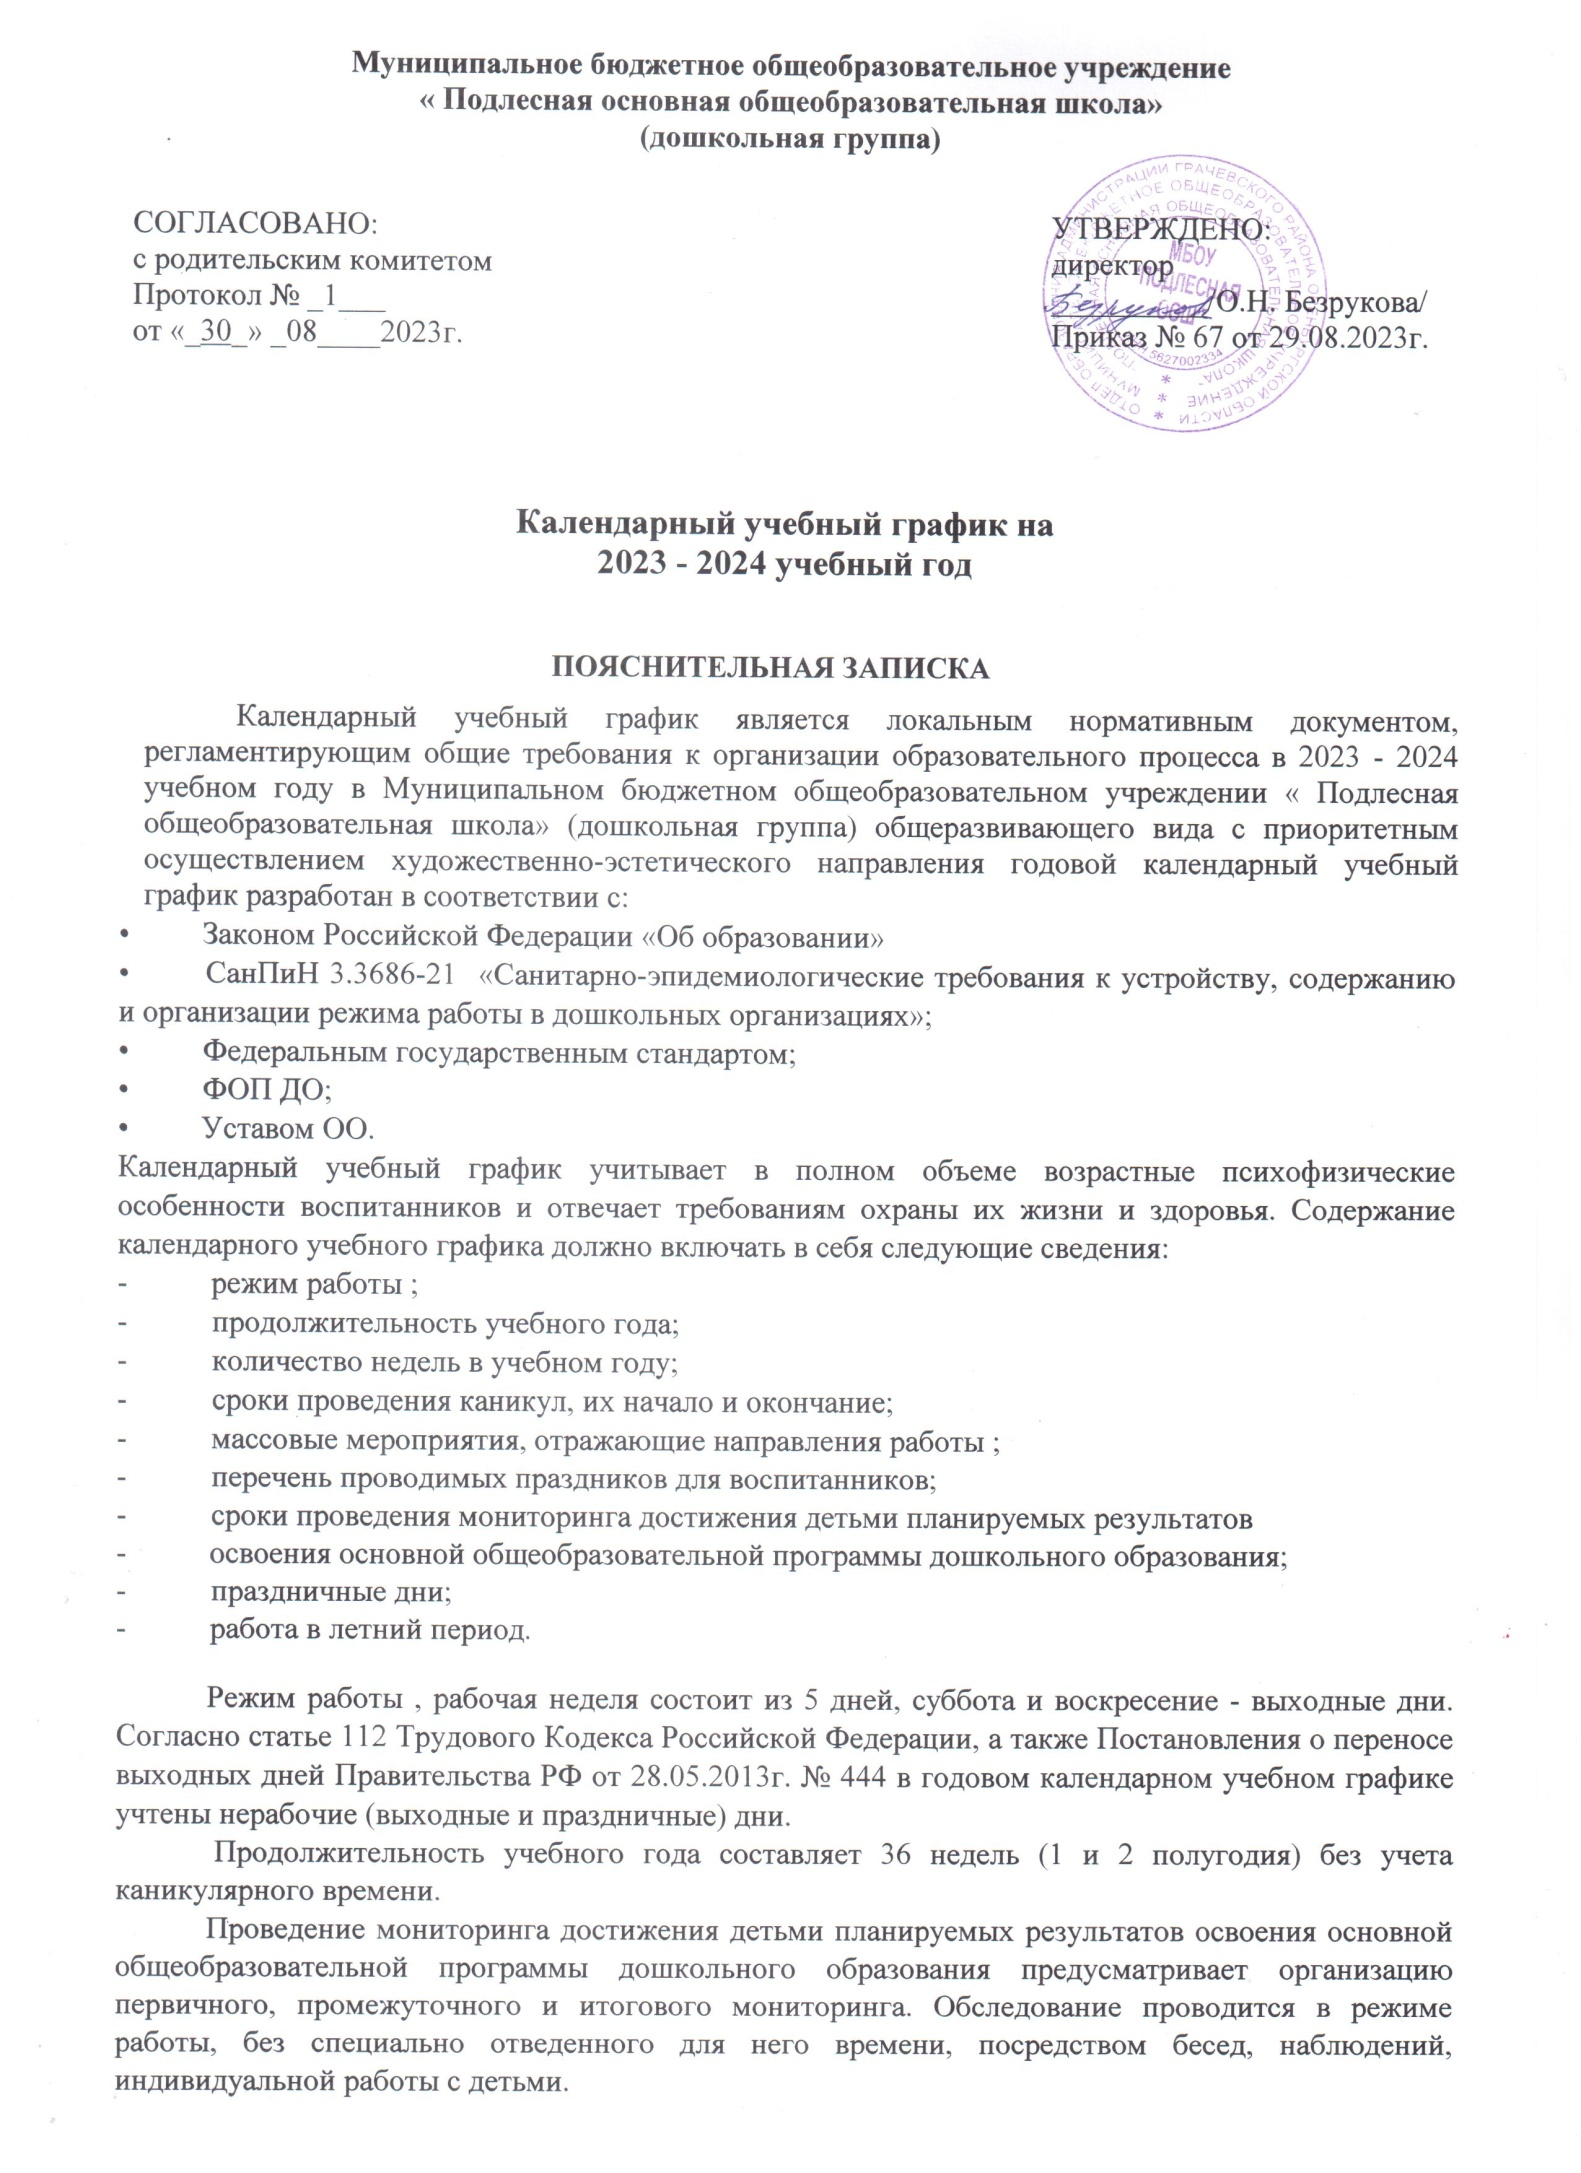 Муниципальное бюджетное общеобразовательное учреждение
« Подлесная основная общеобразовательная школа»
(дошкольная группа)
СОГЛАСОВАНО:
с родительским комитетом
Протокол № _1___
от «_30_» _08____2023г.
УТВЕРЖДЕНО:
директор
/О.Н. Безрукова/
Приказ № 67 от 29.08.2023г.
МБОУ
"ПОДЛЕСНАЯ
ООШ"
Календарный учебный график на
2023 - 2024 учебный год
ПОЯСНИТЕЛЬНАЯ ЗАПИСКА
Календарный учебный график является локальным нормативным документом,
регламентирующим общие требования к организации образовательного процесса в 2023 - 2024
учебном году в Муниципальном бюджетном общеобразовательном учреждении « Подлесная
общеобразовательная школа» (дошкольная группа) общеразвивающего вида с приоритетным
осуществлением художественно-эстетического направления годовой календарный учебный
график разработан в соответствии с:
• Законом Российской Федерации «Об образовании»
• СанПиН 3.3686-21 «Санитарно-эпидемиологические требования к устройству, содержанию
и организации режима работы в дошкольных организациях»;
• Федеральным государственным стандартом;
• ФОП ДО;
• Уставом ОО.
Календарный учебный график учитывает в полном объеме возрастные психофизические
особенности воспитанников и отвечает требованиям охраны их жизни и здоровья. Содержание
календарного учебного графика должно включать в себя следующие сведения:
- режим работы ;
- продолжительность учебного года;
- количество недель в учебном году;
- сроки проведения каникул, их начало и окончание;
- массовые мероприятия, отражающие направления работы ;
- перечень проводимых праздников для воспитанников;
- сроки проведения мониторинга достижения детьми планируемых результатов
- освоения основной общеобразовательной программы дошкольного образования;
- праздничные дни;
- работа в летний период.
Режим работы , рабочая неделя состоит из 5 дней, суббота и воскресение - выходные дни.
Согласно статье 112 Трудового Кодекса Российской Федерации, а также Постановления о переносе
выходных дней Правительства РФ от 28.05.2013г. № 444 в годовом календарном учебном графике
учтены нерабочие (выходные и праздничные) дни.
Продолжительность учебного года составляет 36 недель (1 и 2 полугодия) без учета
каникулярного времени.
Проведение мониторинга достижения детьми планируемых результатов освоения основной
общеобразовательной программы дошкольного образования предусматривает организацию
первичного, промежуточного и итогового мониторинга. Обследование проводится в режиме
работы, без специально отведенного для него времени, посредством бесед, наблюдений,
индивидуальной работы с детьми.